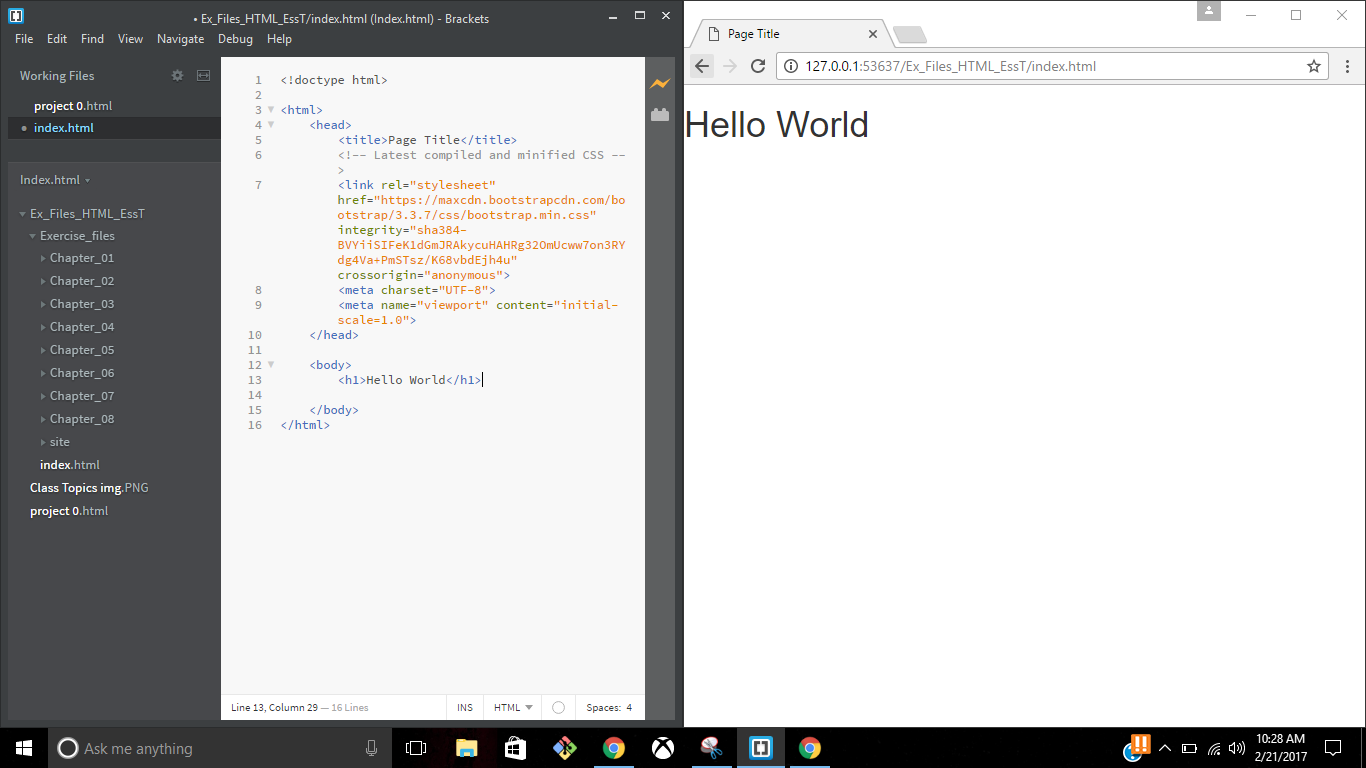 • Ex_Files_HTML_EssT/index.html (Index.html) - Brackets
File Edit Find View Navigate Debug Help
Working Files
project 0.html
• index.html
Index.html
Ex_Files_HTML_EssT
Exercise_files
Chapter_01
Chapter_02
Chapter_03
Chapter_04
Chapter_05
Chapter_06
Chapter_07
Chapter_08
site
index.html
Class Topics img.PNG
project 0.html
1 <!doctype html>
2
3 <html>
4 <head>
5 <title>Page Title</title>
6 <!-- Latest compiled and minified CSS --
>
7 <link rel="stylesheet"
href="https://maxcdn.bootstrapcdn.com/bo
otstrap/3.3.7/css/bootstrap.min.css"
integrity="sha384-
BVYiiSIFeK1dGmJRAkycuHAHRg32OmUcww7on3RY
dg4Va+PmSTsz/K68vbdEjh4u"
crossorigin="anonymous">
8 <meta charset="UTF-8">
9 <meta name="viewport" content="initial-
scale=1.0">
10 </head>
11
12 <body>
13 <h1>Hello World</h1>
14
15 </body>
16 </html>
Line 13, Column 29 — 16 Lines INS HTML Spaces: 4
Page Title
127.0.0.1:53637/Ex_Files_HTML_EssT/index.html
Hello World
Ask me anything
10:28 AM
2/21/2017